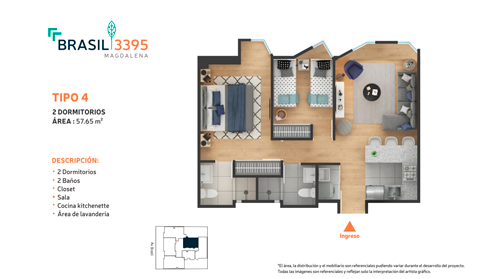 BRASIL 3395
MAGDALENA
TIPO 4
2 DORMITORIOS
ÁREA : 57.65 m²
DESCRIPCIÓN:
• 2 Dormitorios
• 2 Baños
• Closet
• Sala
• Cocina kitchenette
• Área de lavandería
Av. Brasil
Ingreso
*El área, la distribución y el mobiliario son referenciales pudiendo variar durante el desarrollo del proyecto.
Todas las imágenes son referenciales y reflejan solo la interpretación del artista gráfico.